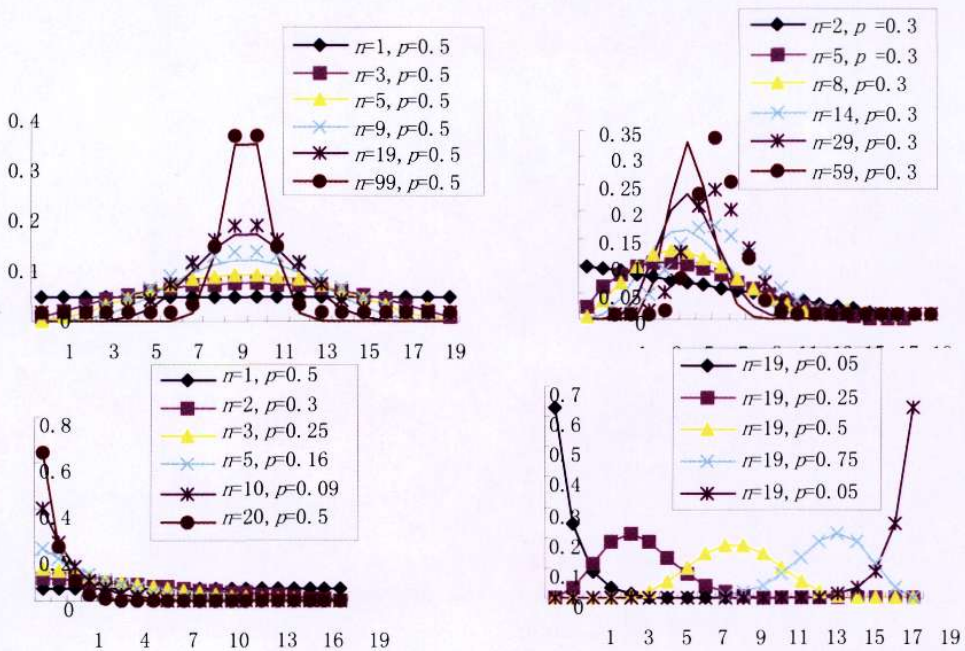 n=1, p=0.5
n=3, p=0.5
n=5, p=0.5
n=9, p=0.5
n=19, p=0.5
n=99, p=0.5
0.4
0.3
0.2
0.1
0
1 3 5 7 9 11 13 15 17 19
n=2, p =0.3
n=5, p =0.3
n=8, p=0.3
n=14, p=0.3
n=29, p=0.3
n=59, p=0.3
0.35
0.3
0.25
0.2
0.15
0.1
0.05
0
n=1, p=0.5
n=2, p=0.3
n=3, p=0.25
n=5, p=0.16
n=10, p=0.09
n=20, p=0.5
0.8
0.6
0.4
0.2
0
1 4 7 10 13 16 19
n=19, p=0.05
n=19, p=0.25
n=19, p=0.5
n=19, p=0.75
n=19, p=0.05
0.7
0.6
0.5
0.4
0.3
0.2
0.1
0
1 3 5 7 9 11 13 15 17 19